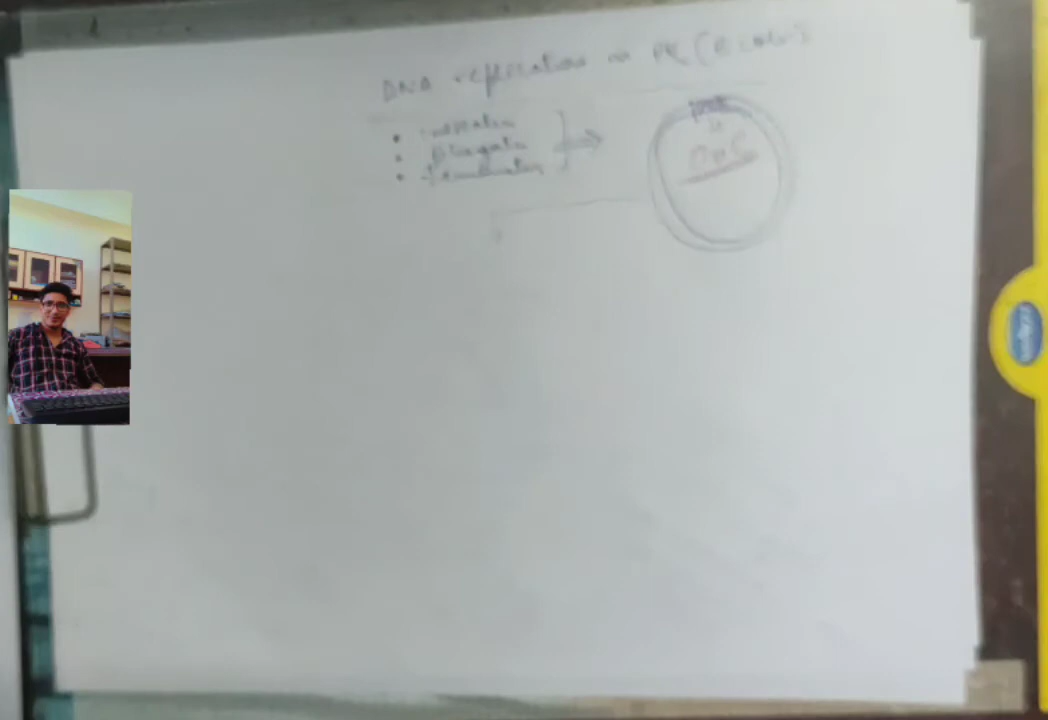 DNA replication in PK (E. coli)
• Initiation
• Elongation
• Termination
OriC